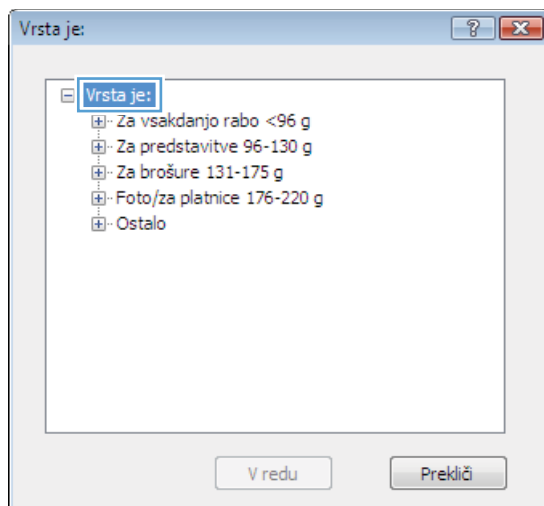 Vrsta je:
Vrsta je:
Za vsakdanjo rabo <96 g
Za predstavitve 96-130 g
Za brošure 131-175 g
Foto/za platnice 176-220 g
Ostalo
V redu Prekliči